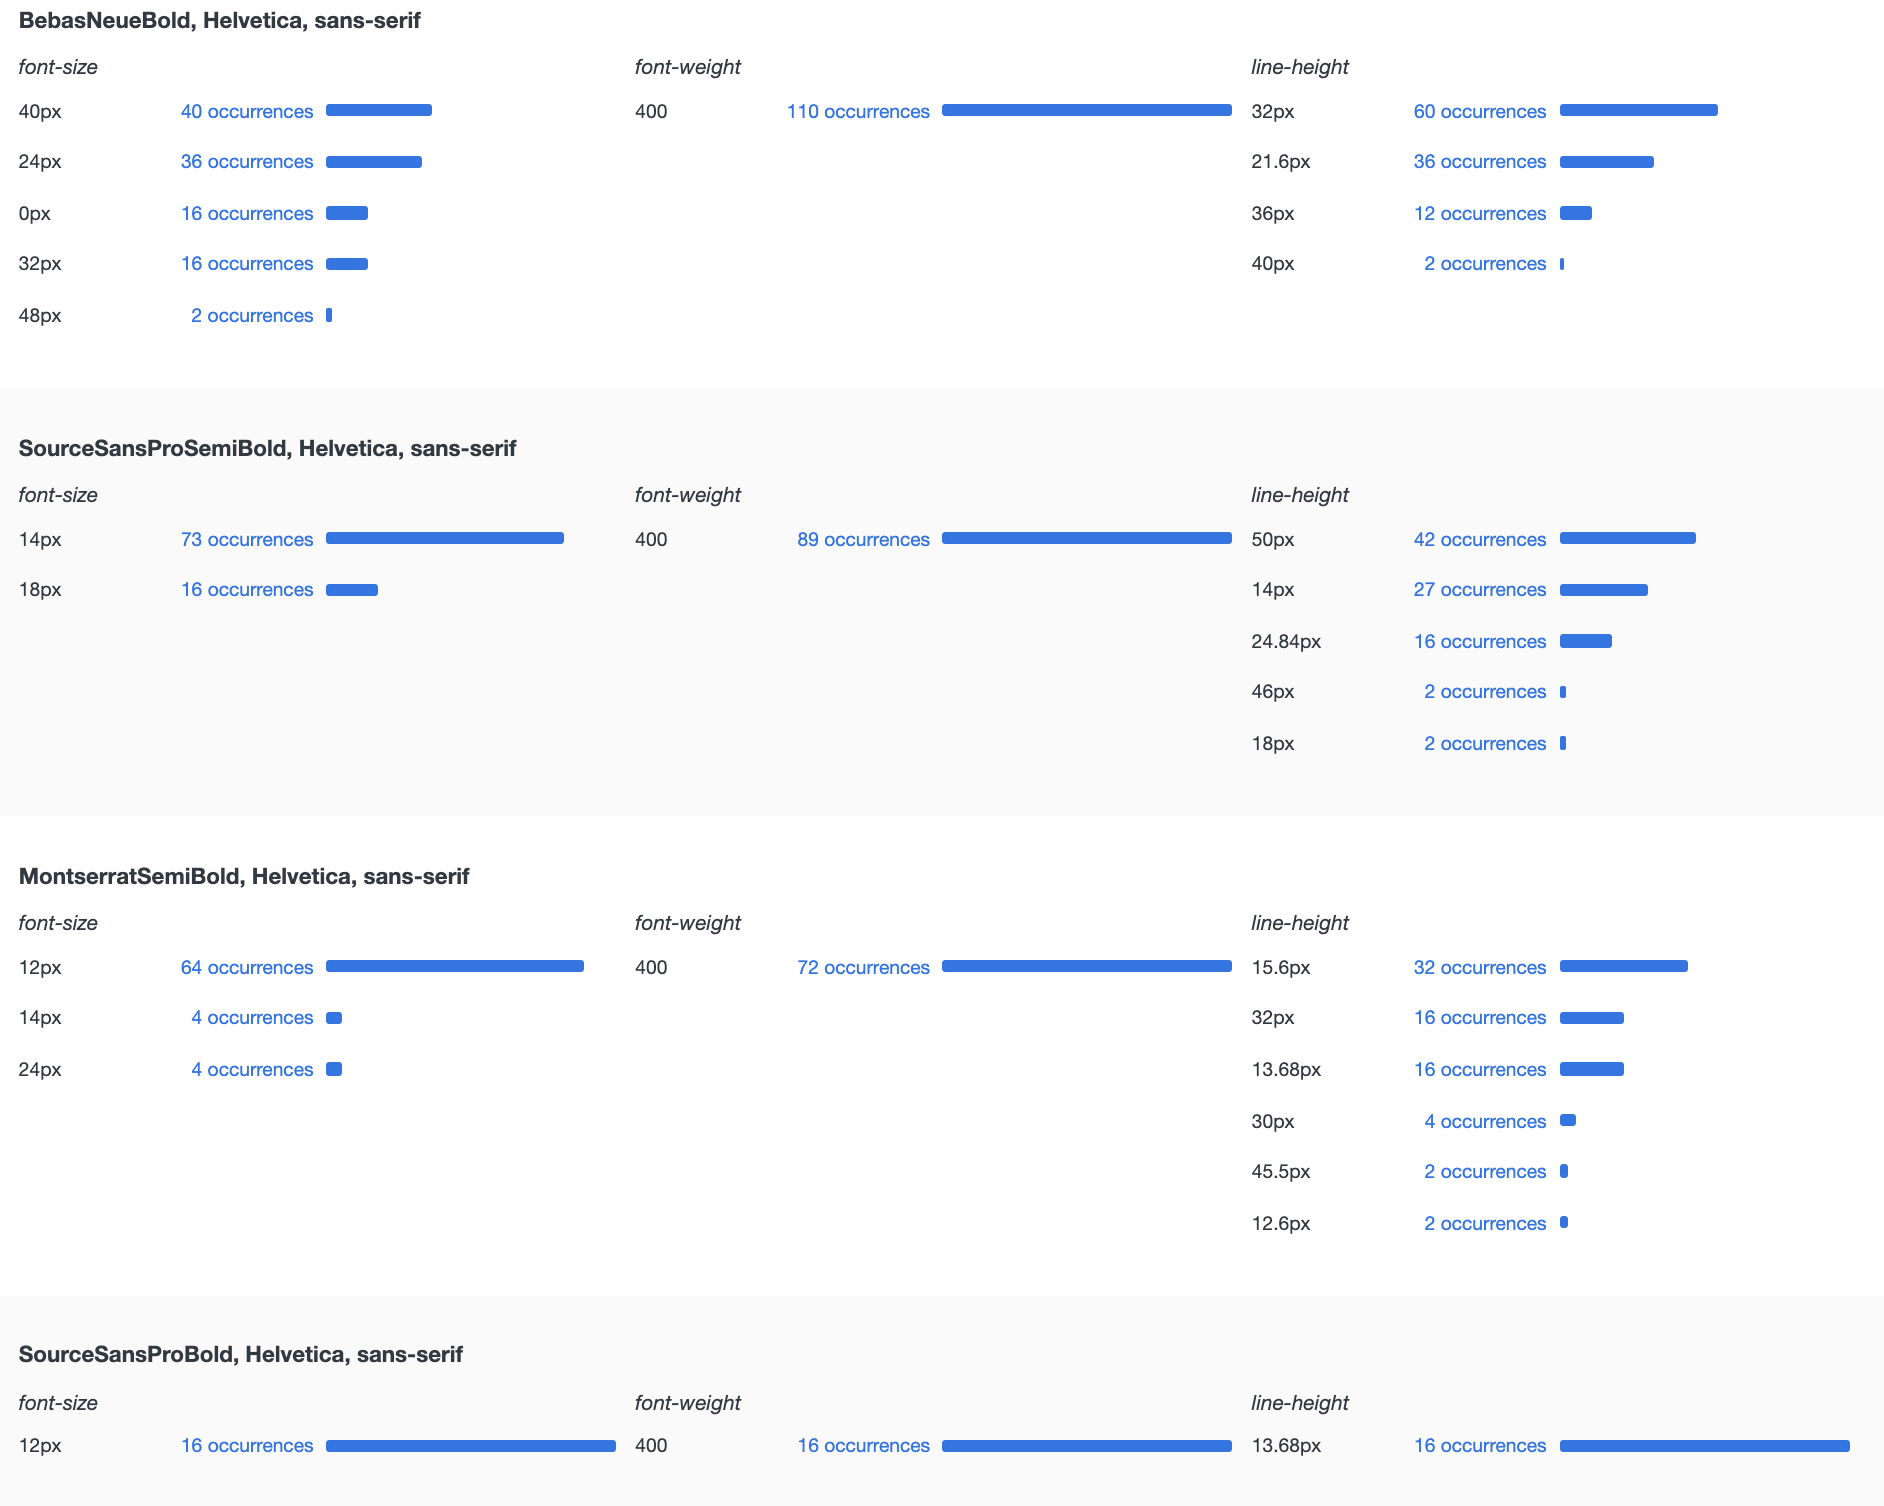 BebasNeueBold, Helvetica, sans-serif
font-size font-weight line-height
40px 40 occurrences 400 110 occurrences 32px 60 occurrences
24px 36 occurrences 21.6px 36 occurrences
0px 16 occurrences 36px 12 occurrences
32px 16 occurrences 40px 2 occurrences
48px 2 occurrences
SourceSansProSemiBold, Helvetica, sans-serif
font-size font-weight line-height
14px 73 occurrences 400 89 occurrences 50px 42 occurrences
18px 16 occurrences 14px 27 occurrences
24.84px 16 occurrences
46px 2 occurrences
18px 2 occurrences
MontserratSemiBold, Helvetica, sans-serif
font-size font-weight line-height
12px 64 occurrences 400 72 occurrences 15.6px 32 occurrences
14px 4 occurrences 32px 16 occurrences
24px 4 occurrences 13.68px 16 occurrences
30px 4 occurrences
45.5px 2 occurrences
12.6px 2 occurrences
SourceSansProBold, Helvetica, sans-serif
font-size font-weight line-height
12px 16 occurrences 400 16 occurrences 13.68px 16 occurrences